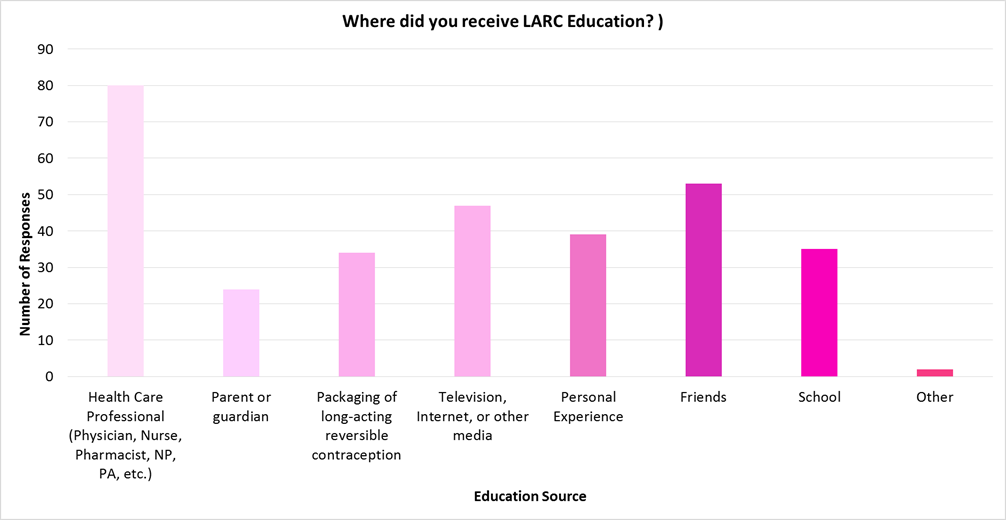 Where did you receive LARC Education? )
Number of Responses
90
80
70
60
50
40
30
20
10
0
Health Care
Professional
(Physician, Nurse,
Pharmacist, NP,
PA, etc.)
Parent or
guardian
Packaging of
long-acting
reversible
contraception
Television,
Internet, or other
media
Personal
Experience
Friends
School
Other
Education Source